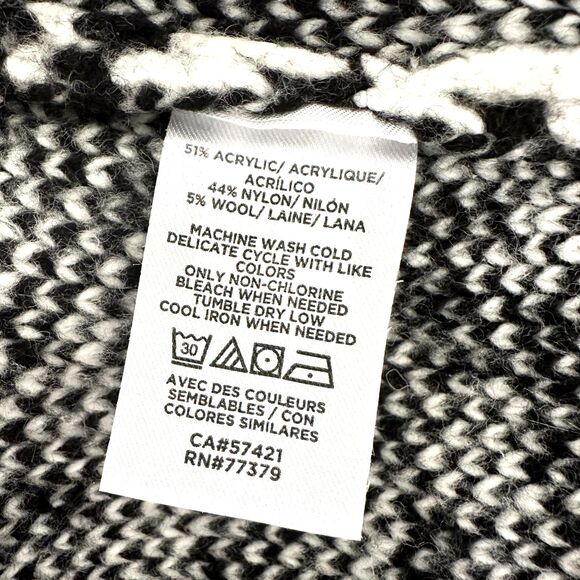 51% ACRYLIC/ ACRYLIQUE/
ACRÍLICO
44% NYLON/ NILÓN
5% WOOL/ LAINE/ LANA
MACHINE WASH COLD
DELICATE CYCLE WITH LIKE
COLORS
ONLY NON-CHLORINE
BLEACH WHEN NEEDED
TUMBLE DRY LOW
COOL IRON WHEN NEEDED
30
AVEC DES COULEURS
SEMBLABLES / CON
COLORES SIMILARES
CA#57421
RN#77379